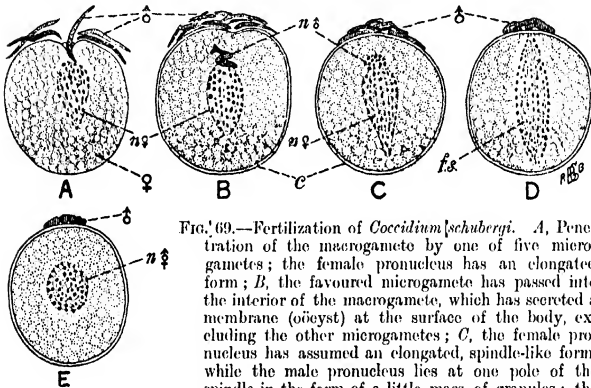 ♂ n♂ ♂
n♀ n♀ f.s.
♀ c
A B C D
♂
n⚥
E
FIG. 69.—Fertilization of Coccidium schubergi. A, Pene-
tration of the macrogamete by one of five micro
gametes; the female pronucleus has an elongated
form; B, the favoured microgamete has passed int
the interior of the macrogamete, which has secreted a
membrane (oöcyst) at the surface of the body, ex
cluding the other microgametes; C, the female pro
nucleus has assumed an elongated, spindle-like form
while the male pronucleus lies at one pole of th
spindle in the form of a little mass of granules; th